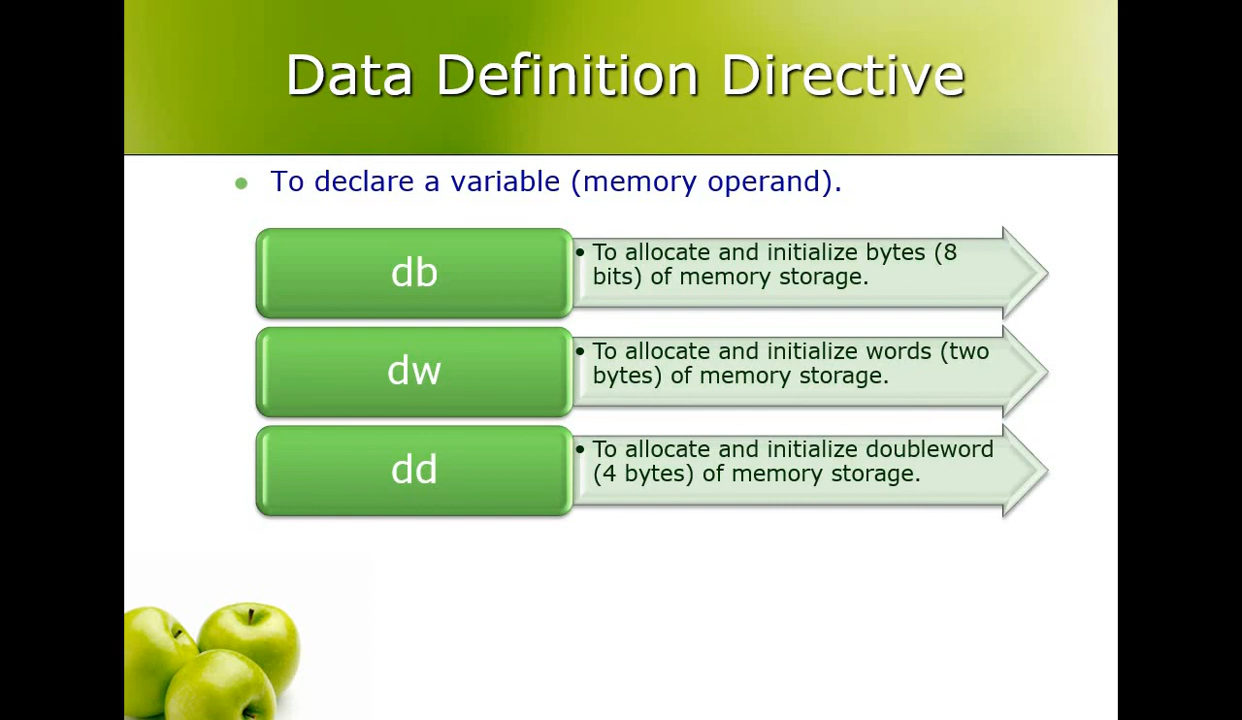 Data Definition Directive
• To declare a variable (memory operand).
db
• To allocate and initialize bytes (8
bits) of memory storage.
dw
• To allocate and initialize words (two
bytes) of memory storage.
dd
• To allocate and initialize doubleword
(4 bytes) of memory storage.